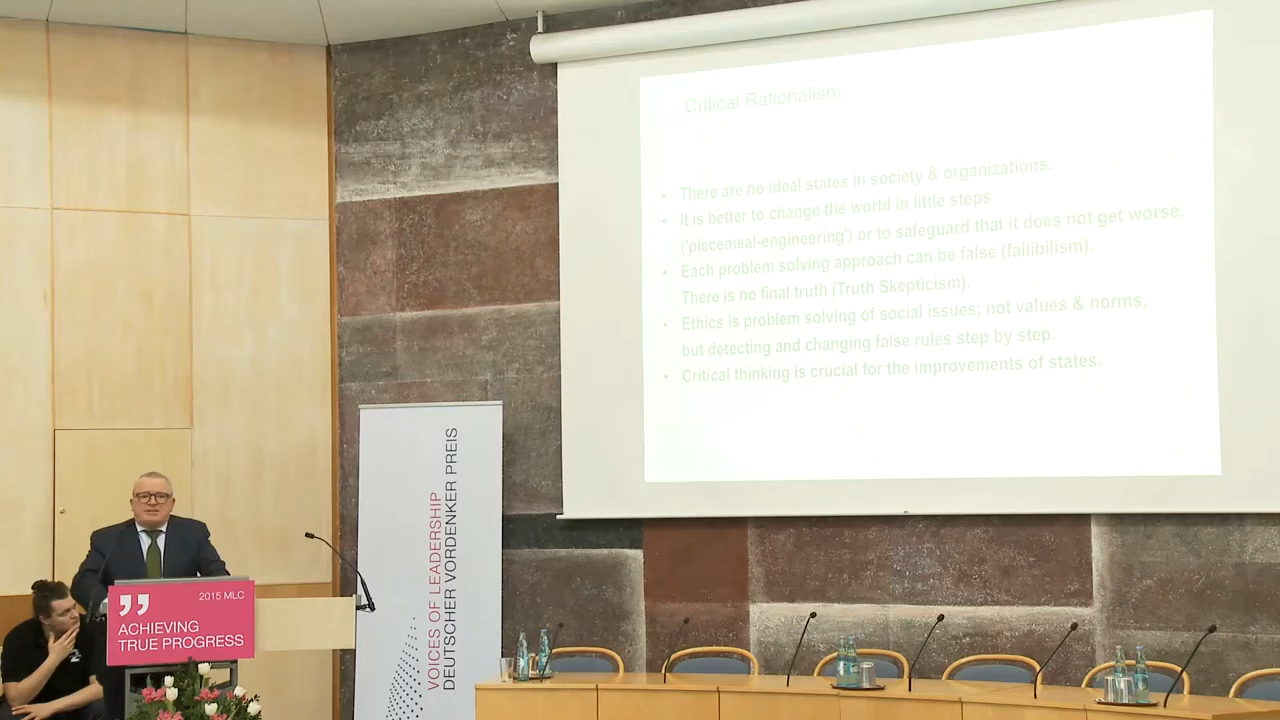 Critical Rationalism
• There are no ideal states in society & organizations.
• It is better to change the world in little steps
('piecemeal-engineering') or to safeguard that it does not get worse.
• Each problem solving approach can be false (fallibilism).
There is no final truth (Truth Skepticism).
• Ethics is problem solving of social issues; not values & norms,
but detecting and changing false rules step by step.
• Critical thinking is crucial for the improvements of states.
VOICES OF LEADERSHIP
DEUTSCHER VORDENKER PREIS
2015 MLC
ACHIEVING
TRUE PROGRESS